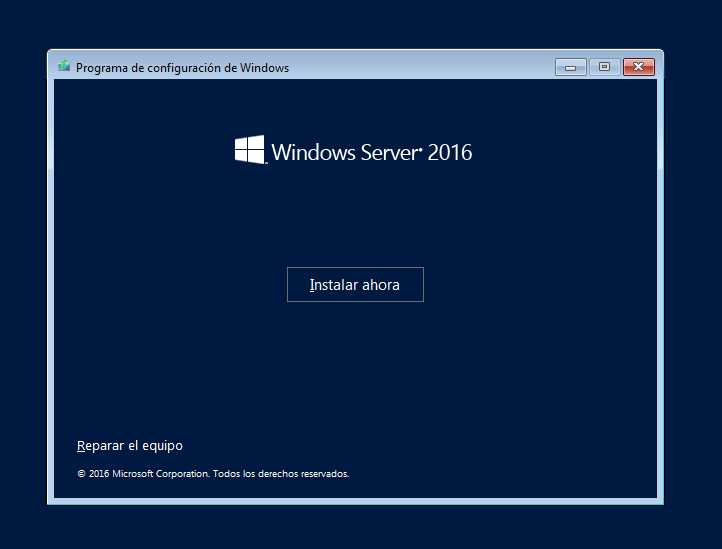 Programa de configuración de Windows
Windows Server® 2016
Instalar ahora
Reparar el equipo
© 2016 Microsoft Corporation. Todos los derechos reservados.